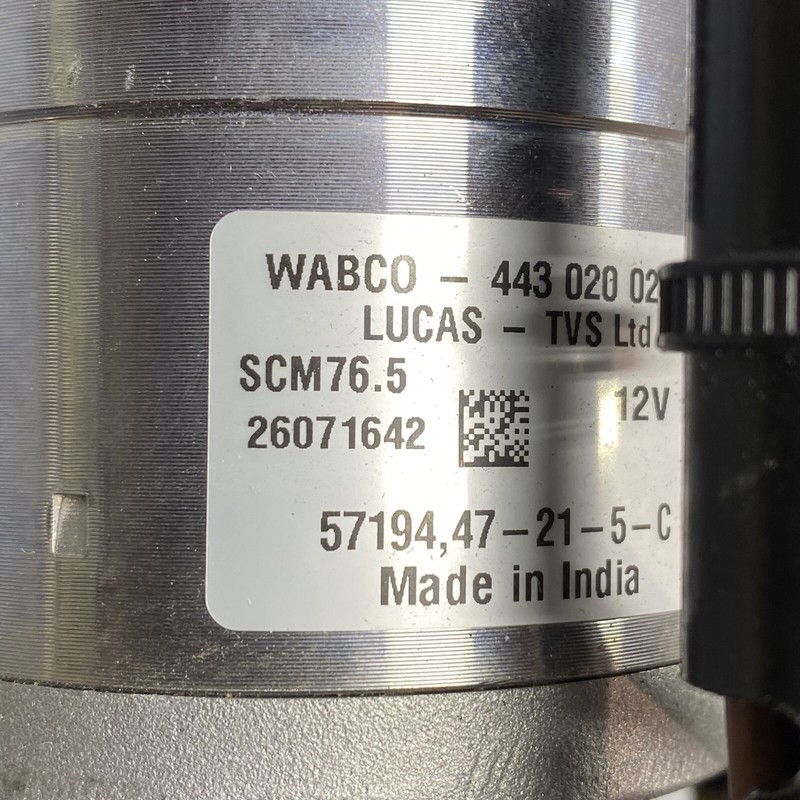 WABCO - 443 020 02
LUCAS - TVS Ltd
SCM76.5
12V
26071642
57194,47-21-5-C
Made in India